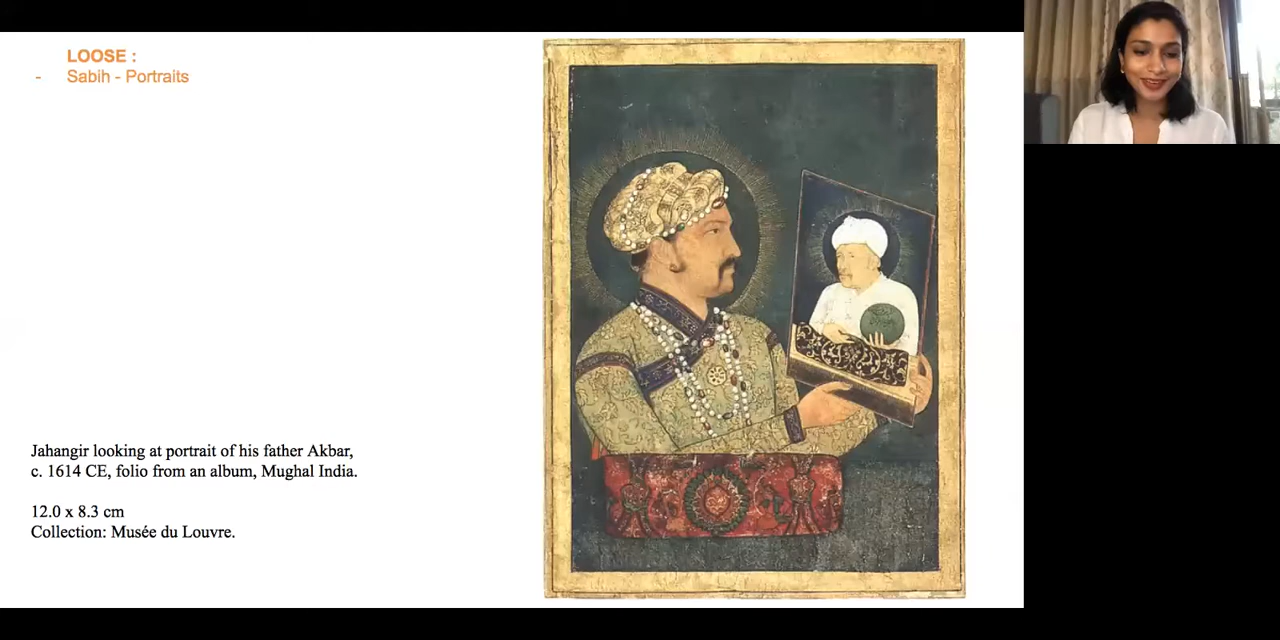 LOOSE :
- Sabih - Portraits
Jahangir looking at portrait of his father Akbar,
c. 1614 CE, folio from an album, Mughal India.
12.0 x 8.3 cm
Collection: Musée du Louvre.